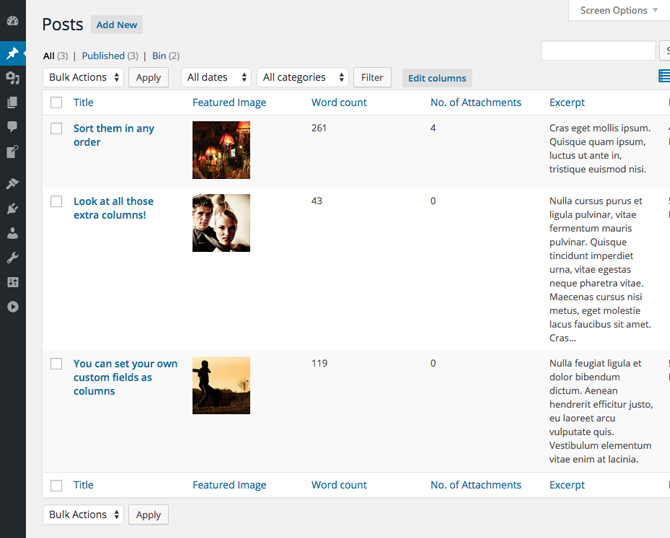 Screen Options
Posts Add New
All (3) | Published (3) | Bin (2)
Bulk Actions Apply All dates All categories Filter Edit columns
Title Featured Image Word count No. of Attachments Excerpt
Sort them in any
order
261
4
Cras eget mollis ipsum.
Quisque quam ipsum,
luctus ut ante in,
tristique euismod nisi.
Look at all those
extra columns!
43
0
Nulla cursus purus et
ligula pulvinar, vitae
fermentum mauris
pulvinar. Quisque
tincidunt imperdiet
urna, vitae egestas
neque pharetra vitae.
Maecenas cursus nisi
metus, eget molestie
lacus faucibus sit amet.
Cras...
You can set your own
custom fields as
columns
119
0
Nulla feugiat ligula et
dolor bibendum
dictum. Aenean
hendrerit efficitur justo,
eu laoreet arcu
vulputate quis.
Vestibulum elementum
vitae enim at lacinia.
Title Featured Image Word count No. of Attachments Excerpt
Bulk Actions Apply